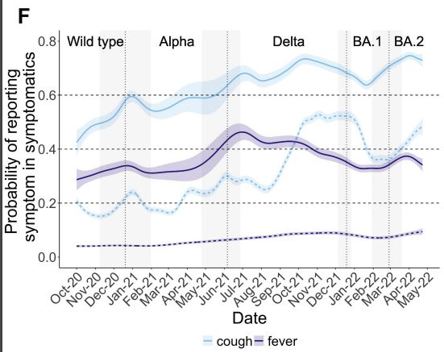 F
Wild type
Alpha
Delta
BA.1
BA.2
Probability of reporting
symptom in symptomatics
0.8
0.6
0.4
0.2
0.0
Oct-20
Nov-20
Dec-20
Jan-21
Feb-21
Mar-21
Apr-21
May-21
Jun-21
Jul-21
Aug-21
Sep-21
Oct-21
Nov-21
Dec-21
Jan-22
Feb-22
Mar-22
Apr-22
May-22
Date
cough fever